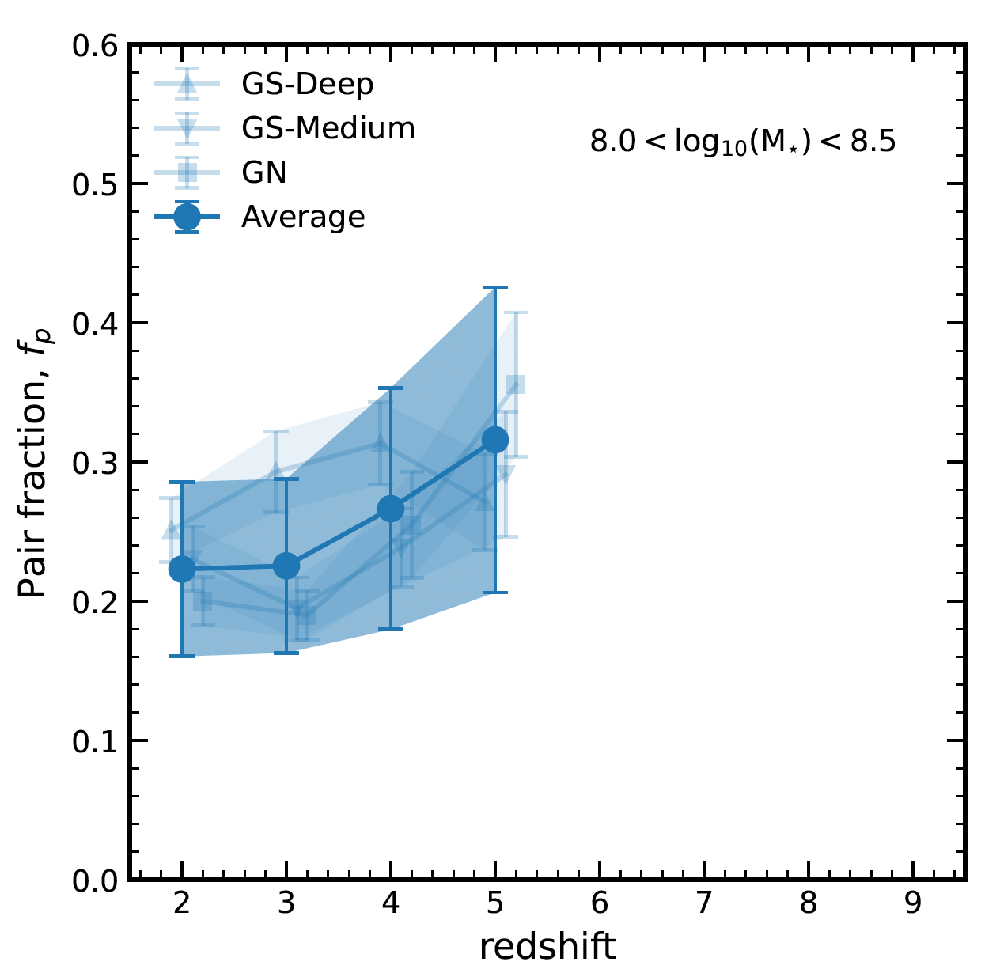 GS-Deep
GS-Medium
GN
Average
8.0 < log₁₀(M⋆) < 8.5
Pair fraction, fₚ
0.6
0.5
0.4
0.3
0.2
0.1
0.0
2 3 4 5 6 7 8 9
redshift